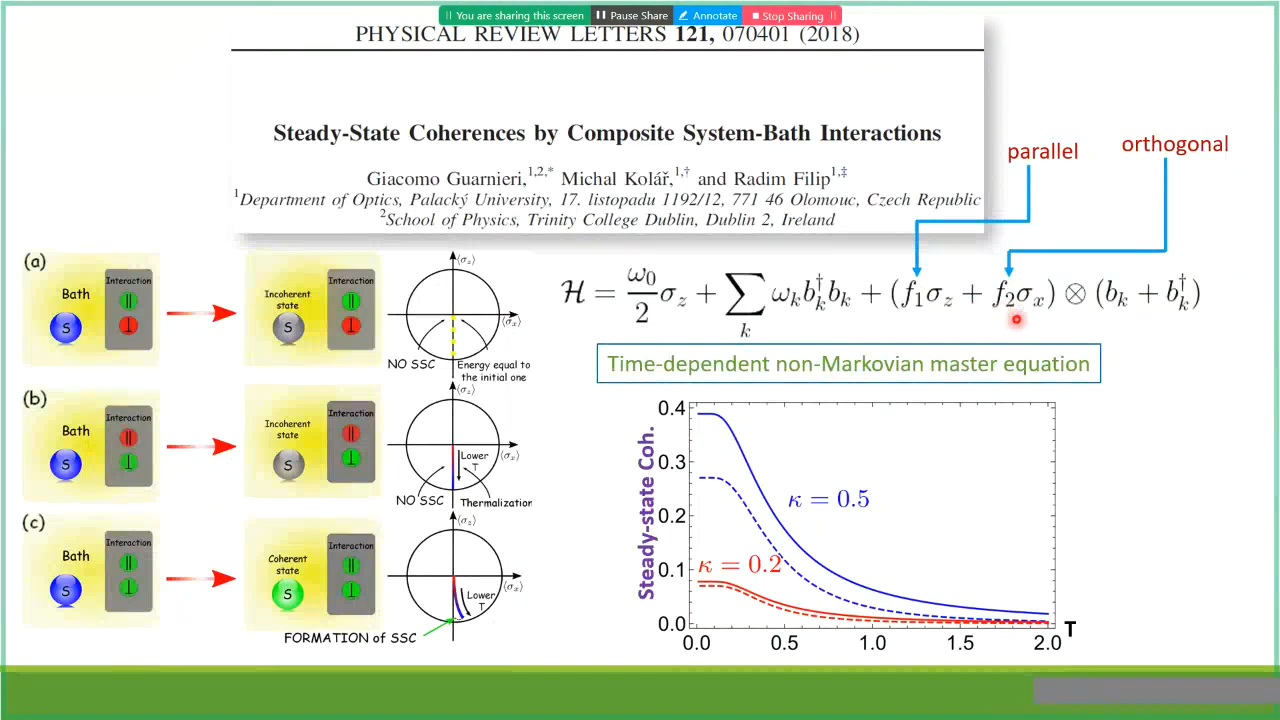 You are sharing this screen
Pause Share
Annotate
Stop Sharing
PHYSICAL REVIEW LETTERS 121, 070401 (2018)
Steady-State Coherences by Composite System-Bath Interactions
Giacomo Guarnieri,1,2,* Michal Kolář,1,† and Radim Filip1,‡
1Department of Optics, Palacký University, 17. listopadu 1192/12, 771 46 Olomouc, Czech Republic
2School of Physics, Trinity College Dublin, Dublin 2, Ireland
parallel
orthogonal
ℋ = ω₀/2 σz + ∑k ωk b†k bk + (f₁σz + f₂σx) ⊗ (bk + b†k)
Time-dependent non-Markovian master equation
(a)
Bath
S
Interaction
||
⊥
Incoherent
state
S
Interaction
||
⊥
⟨σz⟩
⟨σx⟩
NO SSC
Energy equal to
the initial one
(b)
Bath
S
Interaction
||
⊥
Incoherent
state
S
Interaction
||
⊥
⟨σz⟩
Lower
T
⟨σx⟩
NO SSC
Thermalization
(c)
Bath
S
Interaction
||
⊥
Coherent
state
S
Interaction
||
⊥
⟨σz⟩
⟨σx⟩
Lower
T
FORMATION of SSC
Steady-state Coh.
0.4
0.3
0.2
0.1
0.0
κ = 0.5
κ = 0.2
0.0 0.5 1.0 1.5 2.0
T